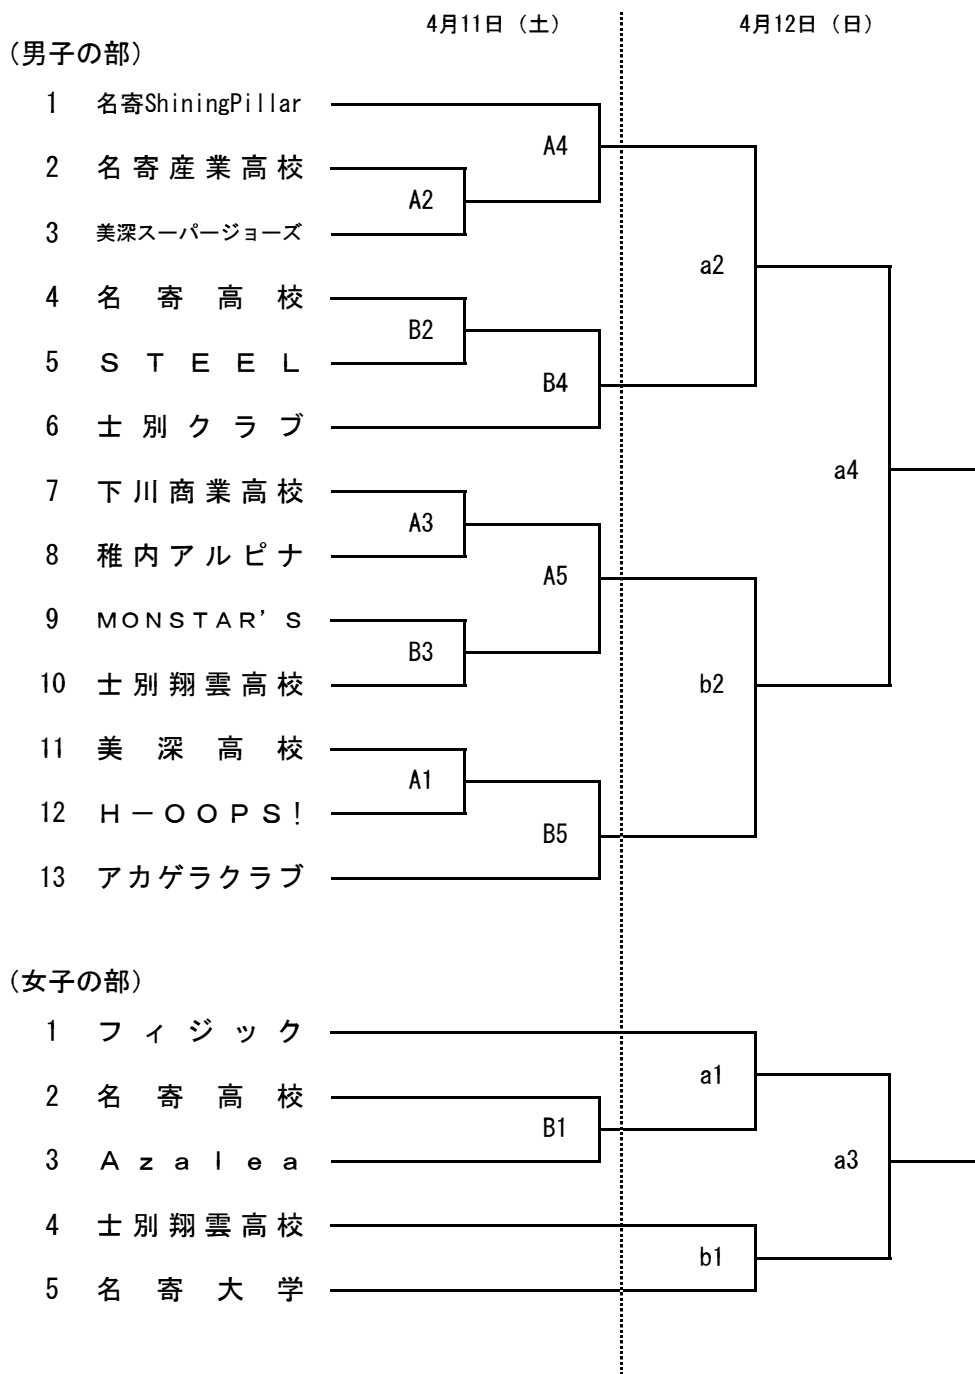 4月11日（土） 4月12日（日）
（男子の部）
1 名寄ShiningPillar
A4
2 名寄産業高校
A2
3 美深スーパージョーズ
a2
4 名寄高校
B2
5 ＳＴＥＥＬ
B4
6 士別クラブ
a4
7 下川商業高校
A3
8 稚内アルピナ
A5
9 ＭＯＮＳＴＡＲ’Ｓ
B3
10 士別翔雲高校
b2
11 美深高校
A1
12 Ｈ－ＯＯＰＳ！
B5
13 アカゲラクラブ
（女子の部）
1 フィジック
a1
2 名寄高校
B1
3 Ａｚａｌｅａ
a3
4 士別翔雲高校
b1
5 名寄大学